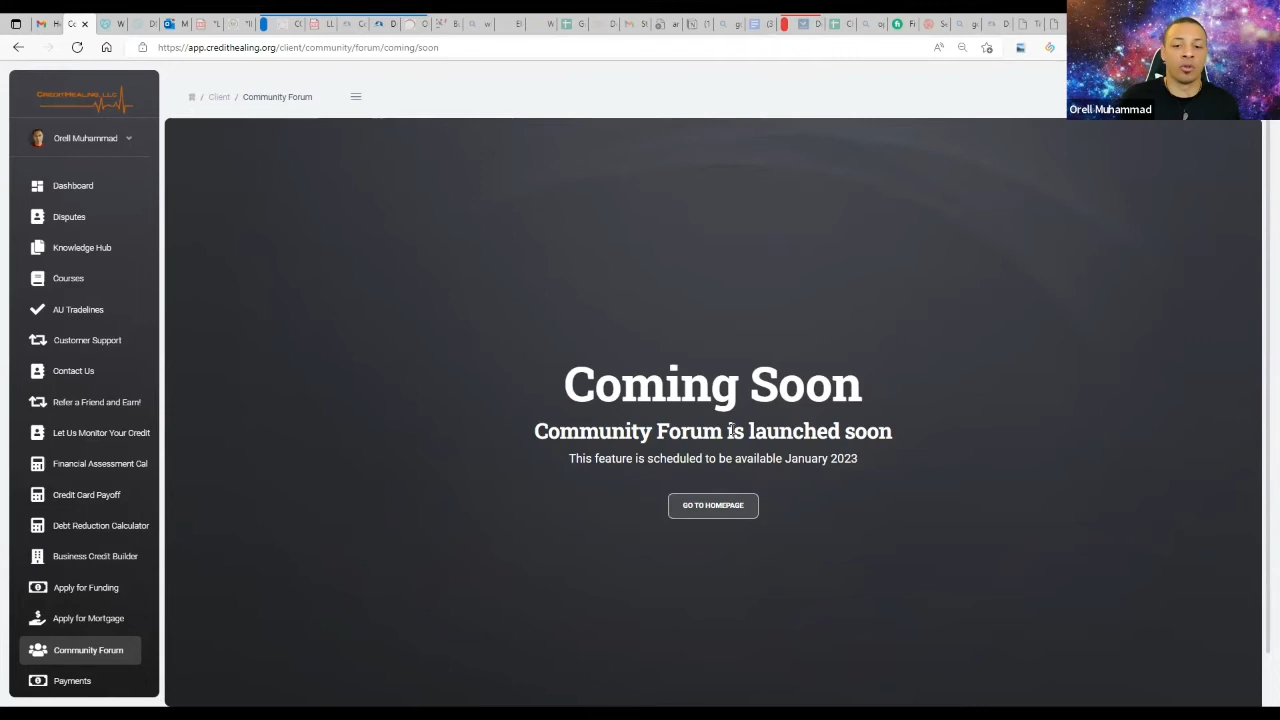 https://app.credithealing.org/client/community/forum/coming/soon
Orell Muhammad
CREDITHEALING, LLC
/ Client / Community Forum
Orell Muhammad
Dashboard
Disputes
Knowledge Hub
Courses
AU Tradelines
Customer Support
Contact Us
Refer a Friend and Earn!
Let Us Monitor Your Credit
Financial Assessment Cal
Credit Card Payoff
Debt Reduction Calculator
Business Credit Builder
Apply for Funding
Apply for Mortgage
Community Forum
Payments
Coming Soon
Community Forum is launched soon
This feature is scheduled to be available January 2023
GO TO HOMEPAGE